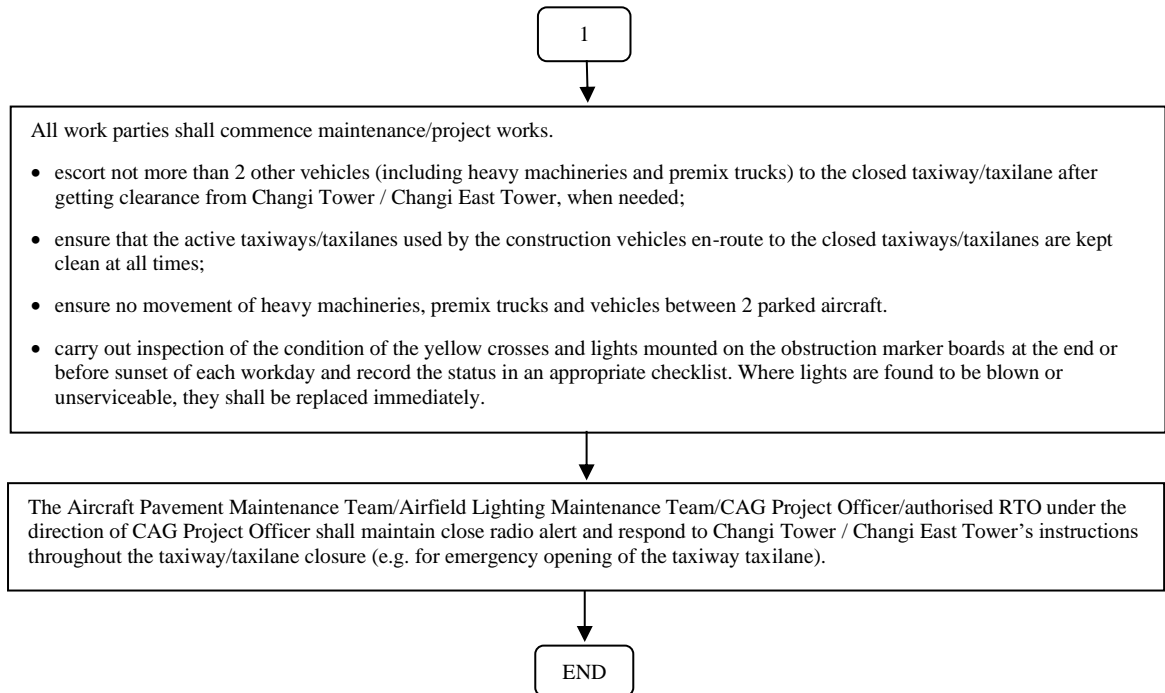 1
All work parties shall commence maintenance/project works.
• escort not more than 2 other vehicles (including heavy machineries and premix trucks) to the closed taxiway/taxilane after
getting clearance from Changi Tower / Changi East Tower, when needed;
• ensure that the active taxiways/taxilanes used by the construction vehicles en-route to the closed taxiways/taxilanes are kept
clean at all times;
• ensure no movement of heavy machineries, premix trucks and vehicles between 2 parked aircraft.
• carry out inspection of the condition of the yellow crosses and lights mounted on the obstruction marker boards at the end or
before sunset of each workday and record the status in an appropriate checklist. Where lights are found to be blown or
unserviceable, they shall be replaced immediately.
The Aircraft Pavement Maintenance Team/Airfield Lighting Maintenance Team/CAG Project Officer/authorised RTO under the
direction of CAG Project Officer shall maintain close radio alert and respond to Changi Tower / Changi East Tower’s instructions
throughout the taxiway/taxilane closure (e.g. for emergency opening of the taxiway taxilane).
END